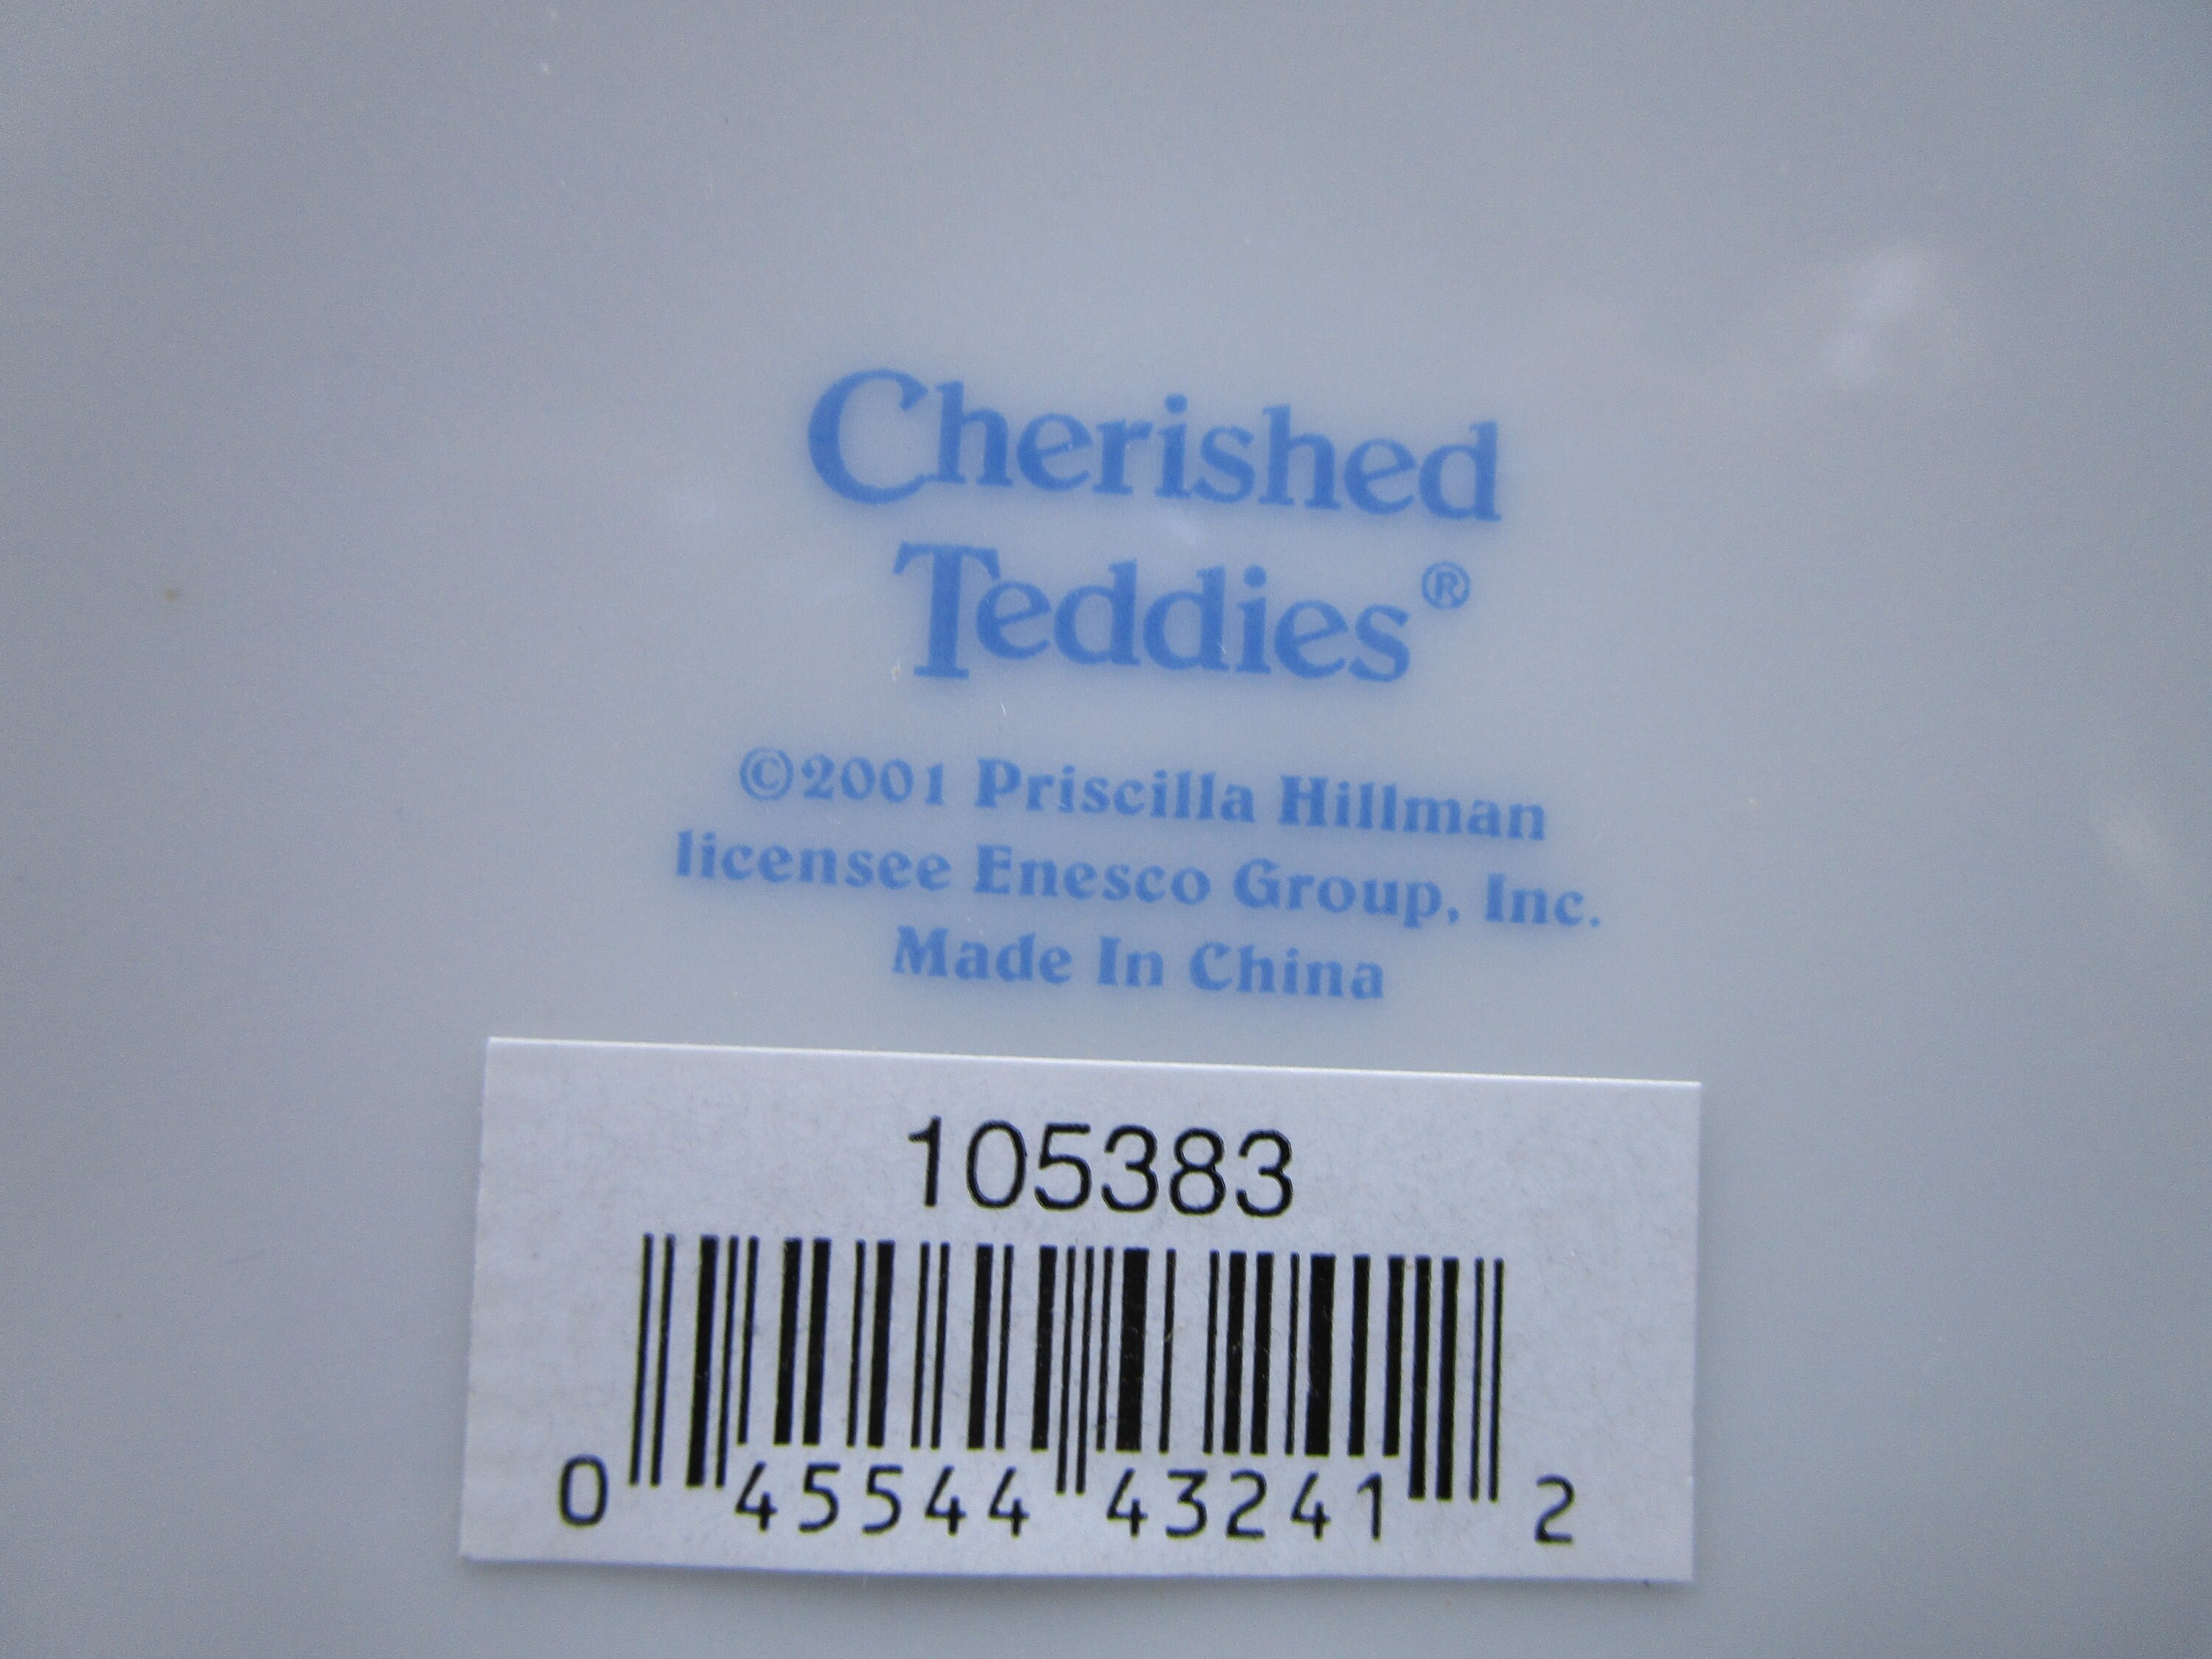 Cherished
Teddies®
©2001 Priscilla Hillman
licensee Enesco Group, Inc.
Made In China
105383
0 45544 43241 2